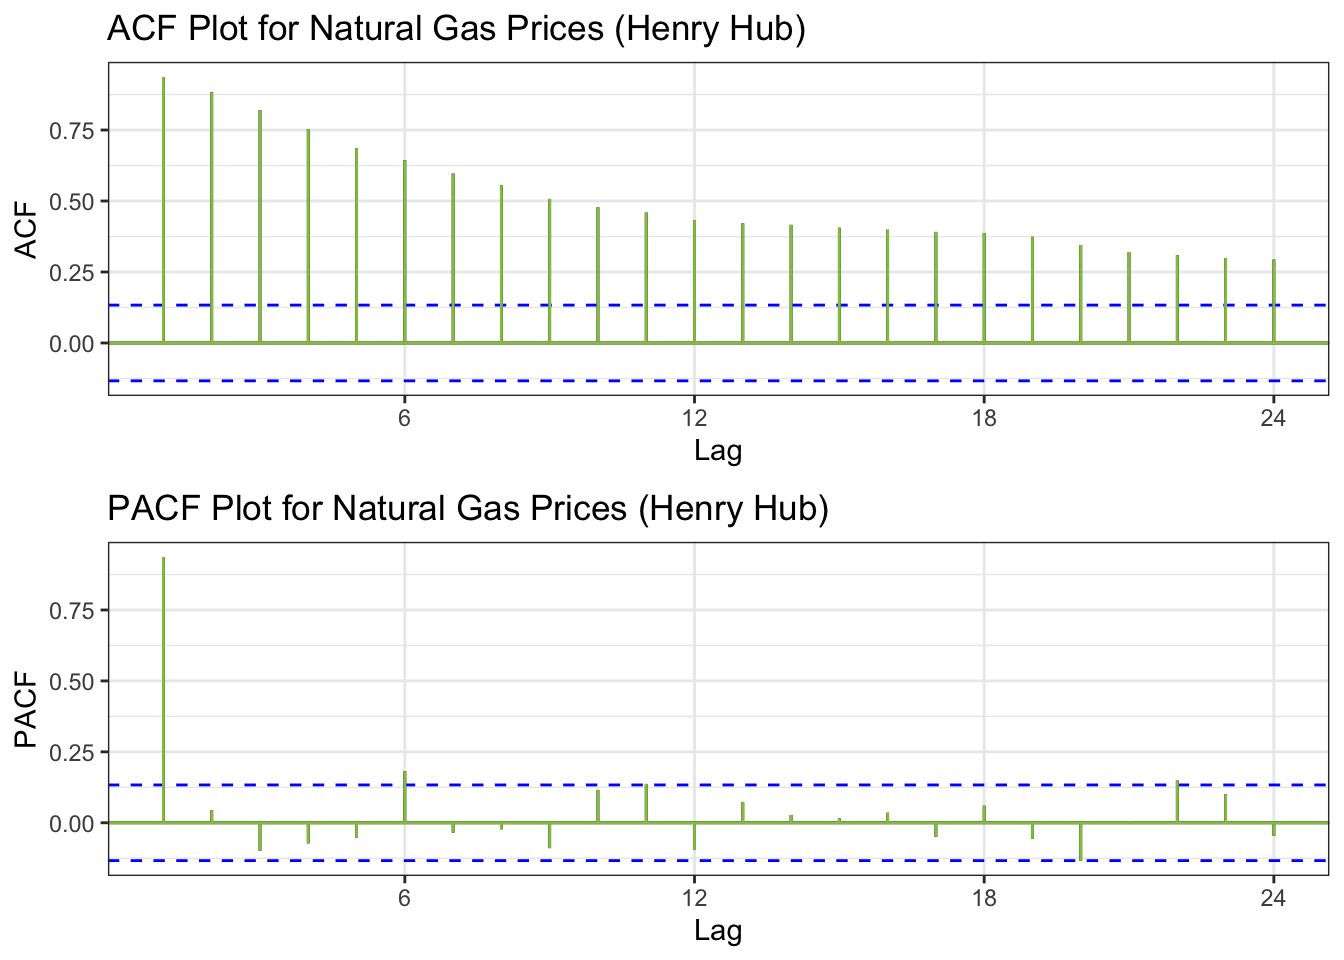 ACF Plot for Natural Gas Prices (Henry Hub)
ACF
0.75
0.50
0.25
0.00
6 12 18 24
Lag
PACF Plot for Natural Gas Prices (Henry Hub)
PACF
0.75
0.50
0.25
0.00
6 12 18 24
Lag